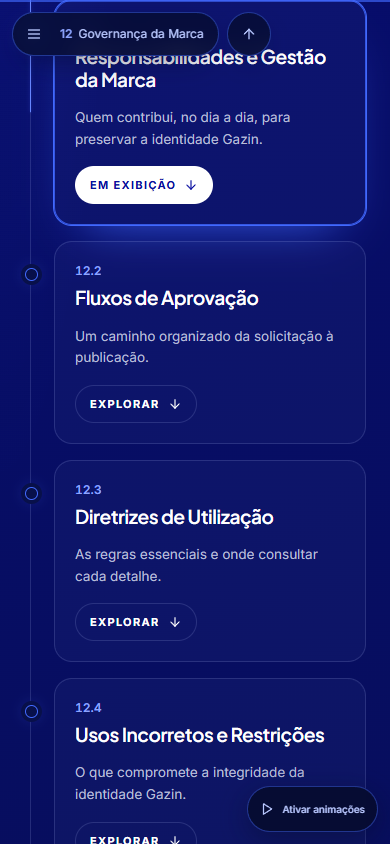 12 Governança da Marca
Responsabilidades e Gestão
da Marca
Quem contribui, no dia a dia, para
preservar a identidade Gazin.
EM EXIBIÇÃO
12.2
Fluxos de Aprovação
Um caminho organizado da solicitação à
publicação.
EXPLORAR
12.3
Diretrizes de Utilização
As regras essenciais e onde consultar
cada detalhe.
EXPLORAR
12.4
Usos Incorretos e Restrições
O que compromete a integridade da
identidade Gazin.
Ativar animações
EXPLORAR